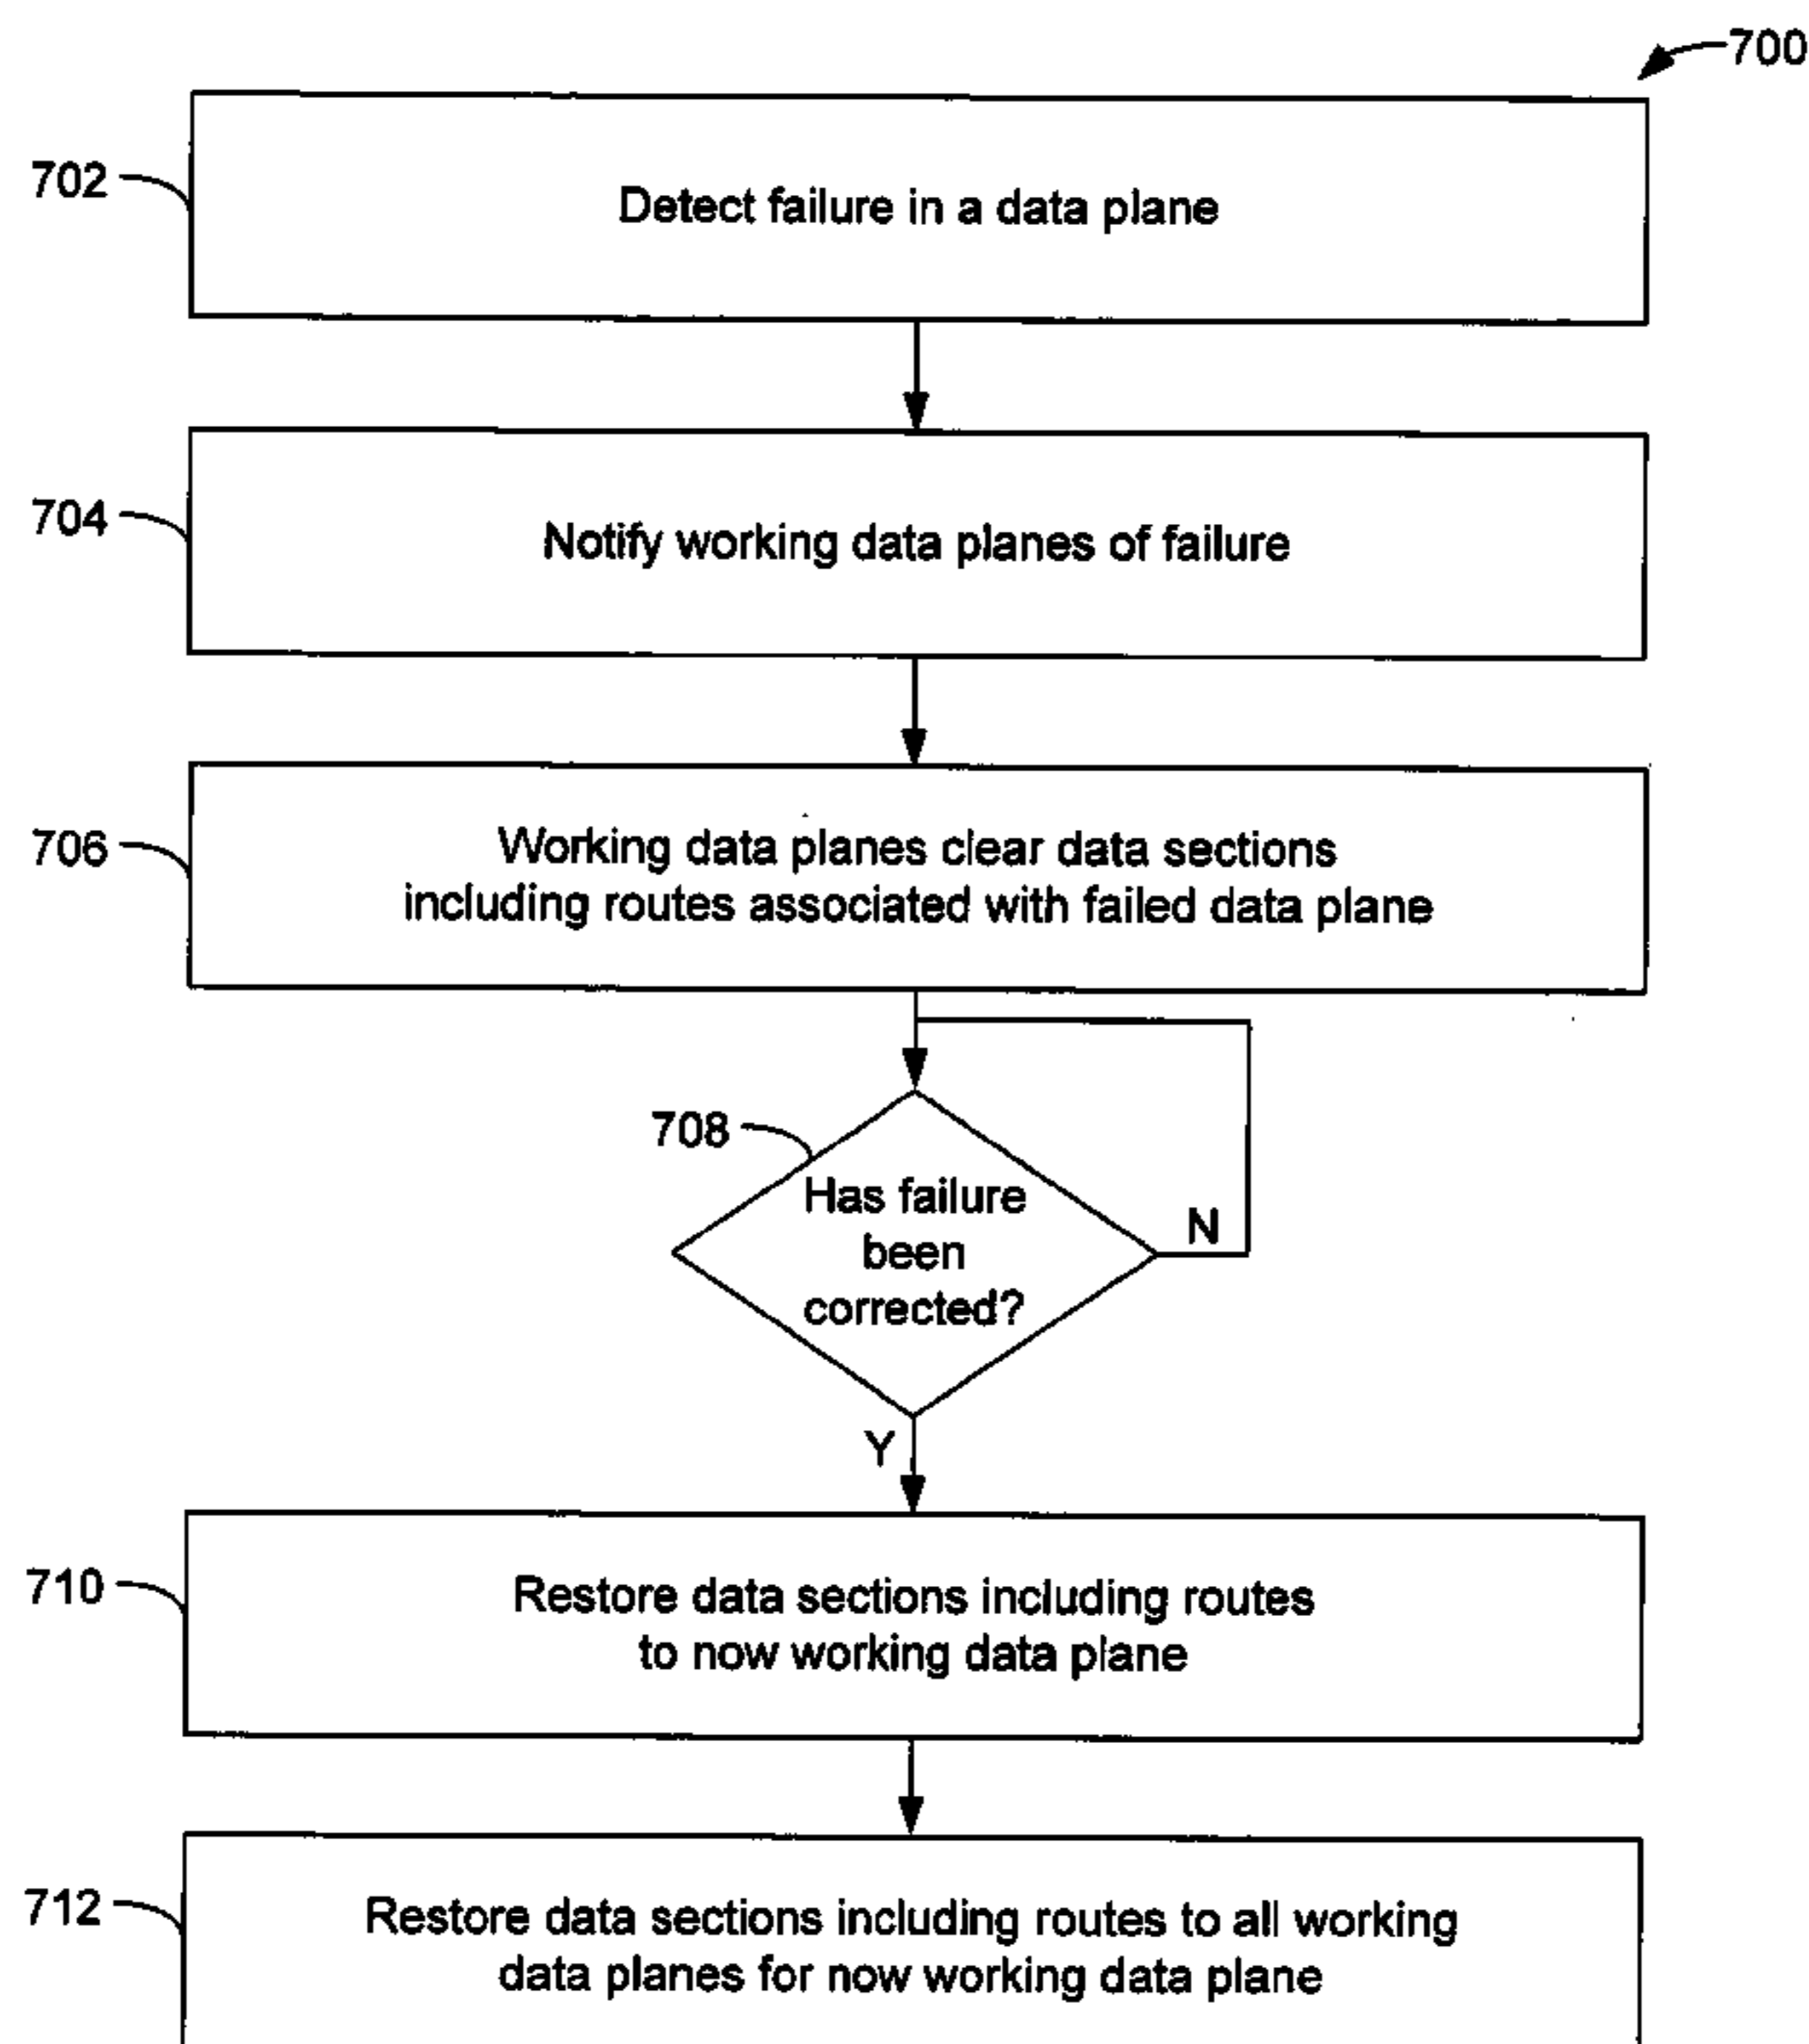 700
702
Detect failure in a data plane
704
Notify working data planes of failure
706
Working data planes clear data sections
including routes associated with failed data plane
708
Has failure
been
corrected?
N
Y
710
Restore data sections including routes
to now working data plane
712
Restore data sections including routes to all working
data planes for now working data plane